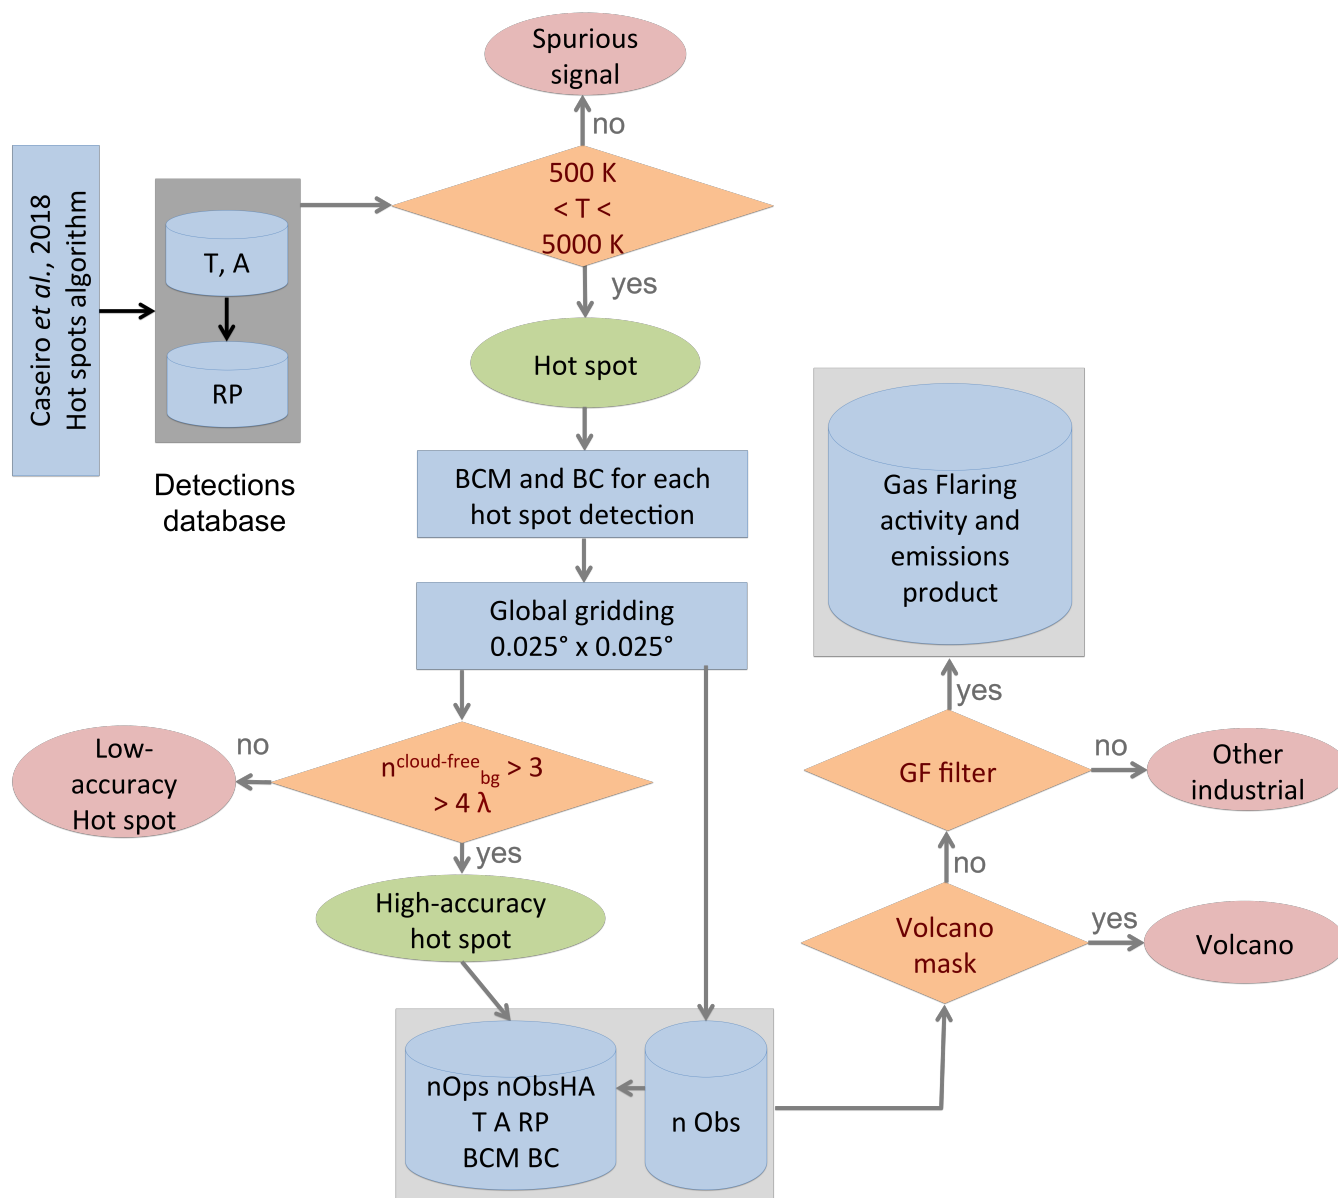 Spurious
signal
no
500 K
< T <
5000 K
yes
Caseiro et al., 2018
Hot spots algorithm
T, A
RP
Detections
database
Hot spot
BCM and BC for each
hot spot detection
Global gridding
0.025° x 0.025°
n^cloud-free_bg > 3
> 4 λ
no
Low-
accuracy
Hot spot
yes
High-accuracy
hot spot
nOps nObsHA
T A RP
BCM BC
n Obs
Gas Flaring
activity and
emissions
product
yes
GF filter
no
Other
industrial
no
Volcano
mask
yes
Volcano